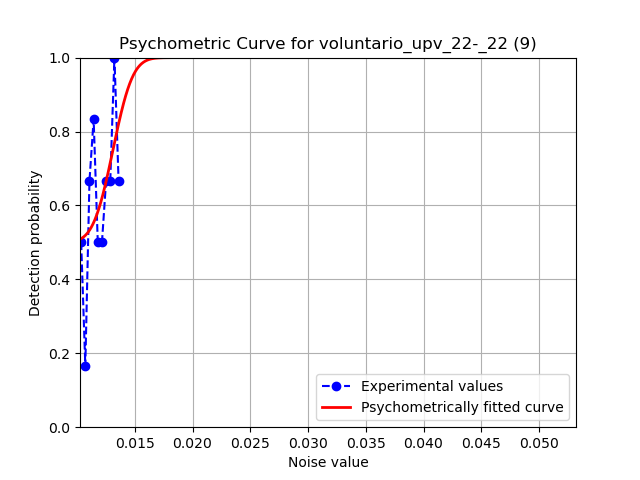 Psychometric Curve for voluntario_upv_22-_22 (9)
1.0
0.8
0.6
0.4
0.2
0.0
Detection probability
0.015 0.020 0.025 0.030 0.035 0.040 0.045 0.050
Noise value
Experimental values
Psychometrically fitted curve